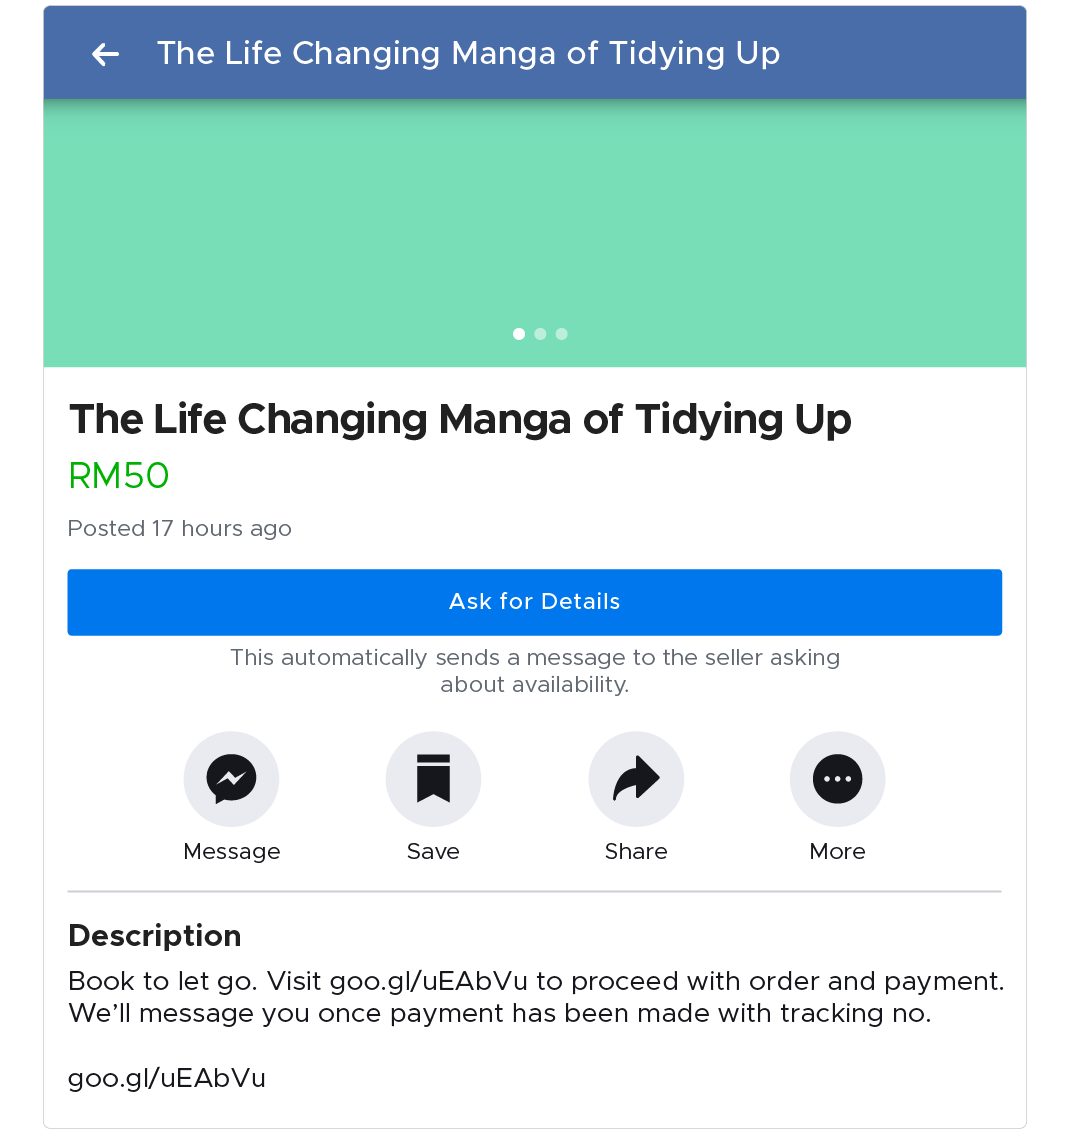 The Life Changing Manga of Tidying Up
The Life Changing Manga of Tidying Up
RM50
Posted 17 hours ago
Ask for Details
This automatically sends a message to the seller asking
about availability.
Message
Save
Share
More
Description
Book to let go. Visit goo.gl/uEAbVu to proceed with order and payment.
We’ll message you once payment has been made with tracking no.
goo.gl/uEAbVu